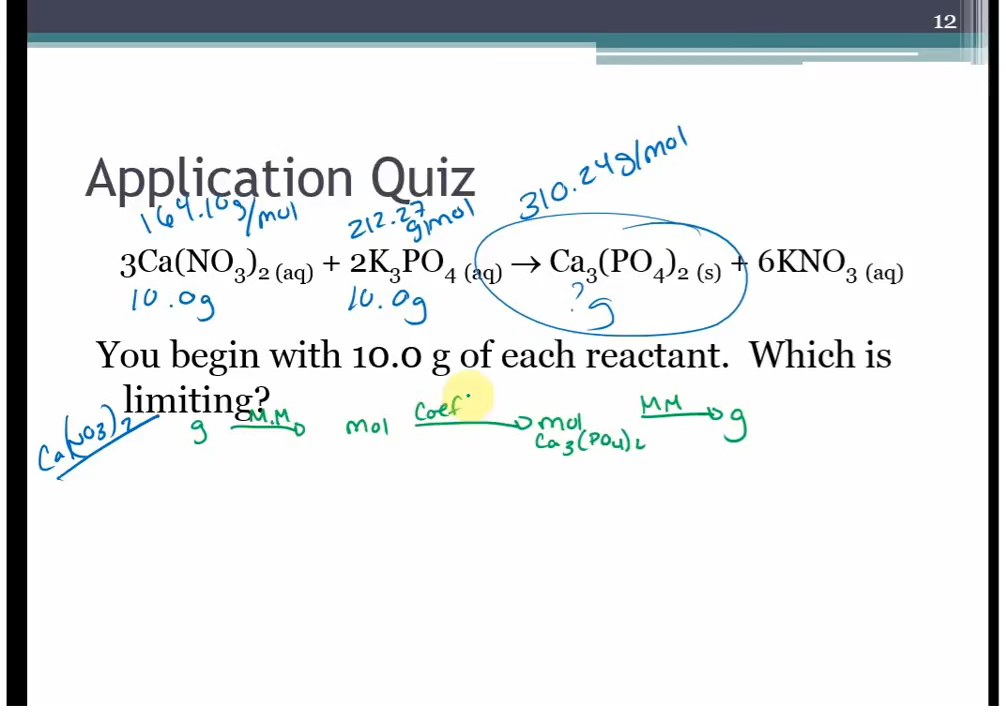 12
Application Quiz
310.24g/mol
164.10g/mol
212.27 g/mol
3Ca(NO3)2 (aq) + 2K3PO4 (aq) → Ca3(PO4)2 (s) + 6KNO3 (aq)
10.0g 10.0g ?g
You begin with 10.0 g of each reactant. Which is
limiting?
Ca(NO3)2 g M.M mol Coef mol MM g
Ca3(PO4)2